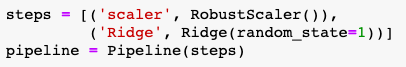 steps = [('scaler', RobustScaler()),
         ('Ridge', Ridge(random_state=1))]
pipeline = Pipeline(steps)